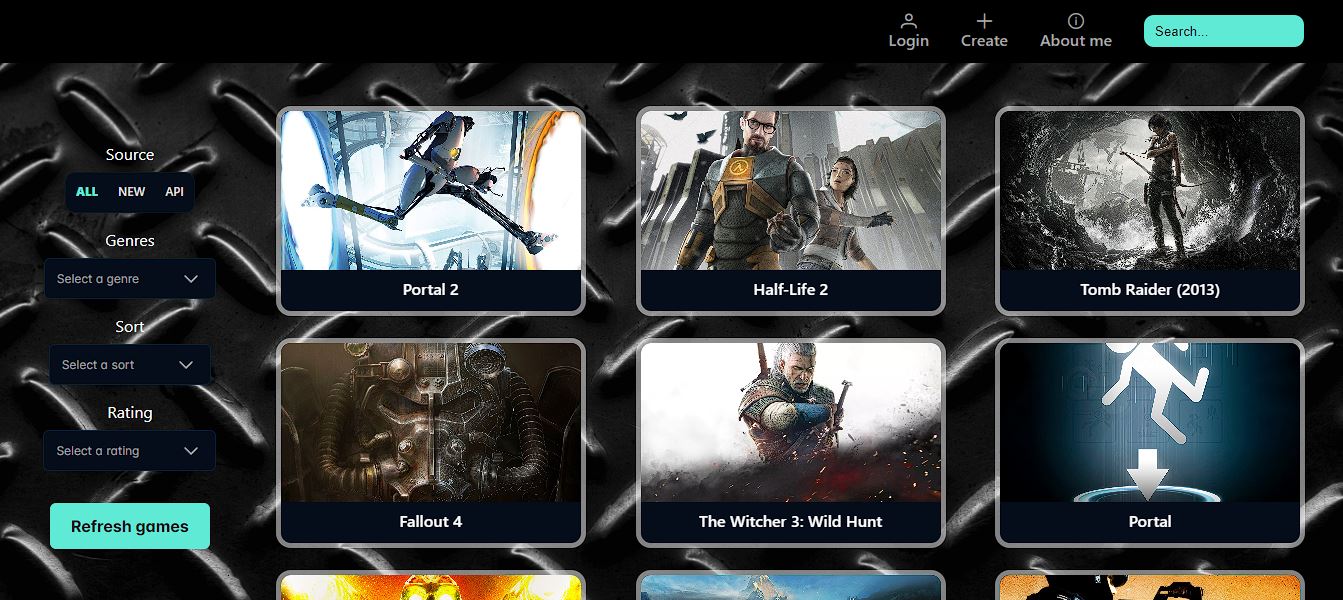 Login
Create
About me
Search...
Source
ALL NEW API
Genres
Select a genre
Sort
Select a sort
Rating
Select a rating
Refresh games
Portal 2
Half-Life 2
Tomb Raider (2013)
Fallout 4
The Witcher 3: Wild Hunt
Portal